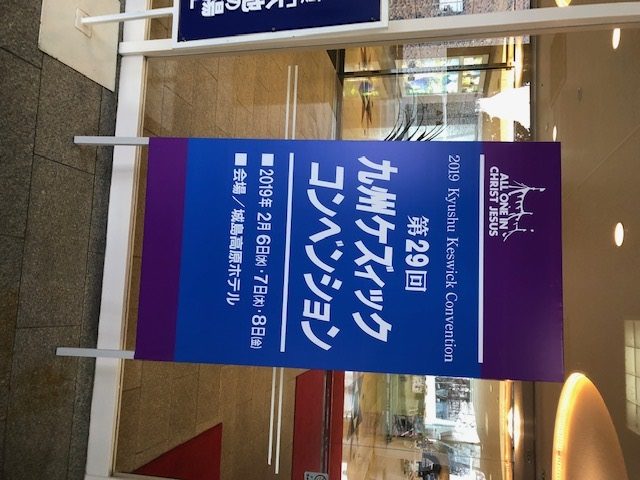 ALL ONE IN
CHRIST JESUS
2019 Kyushu Keswick Convention
第29回
九州ケズィック
コンベンション
■2019年2月6日㈬・7日㈭・8日㈮
■会場／城島高原ホテル